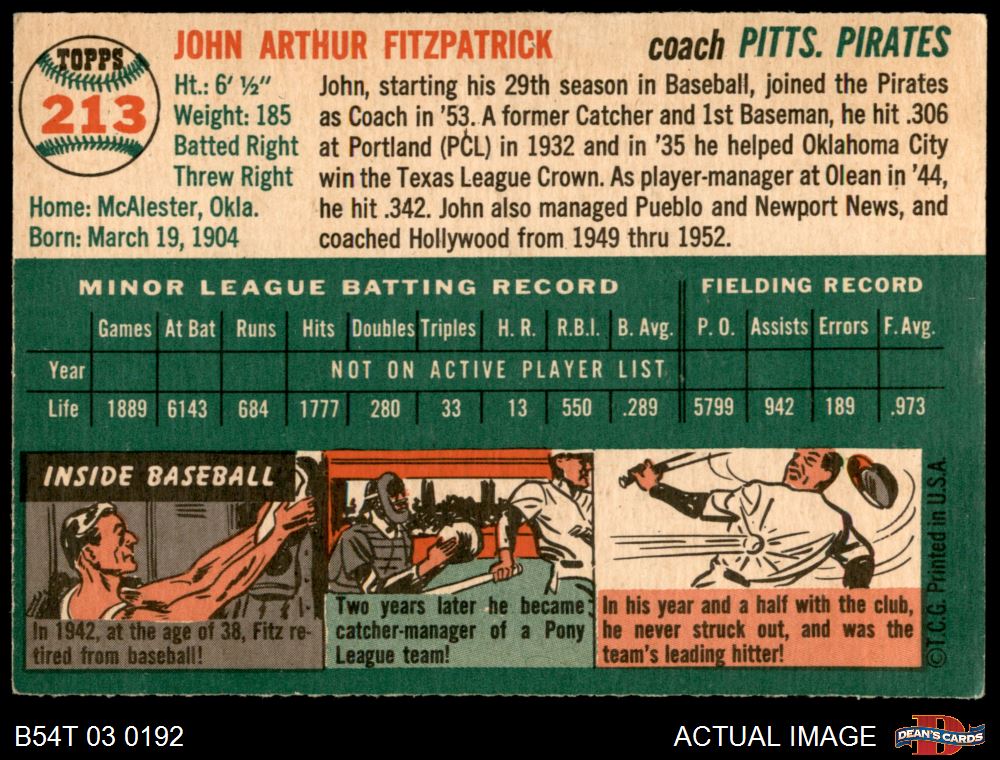 TOPPS
213
JOHN ARTHUR FITZPATRICK
coach PITTS. PIRATES
Ht.: 6' ½"
Weight: 185
Batted Right
Threw Right
Home: McAlester, Okla.
Born: March 19, 1904
John, starting his 29th season in Baseball, joined the Pirates
as Coach in '53. A former Catcher and 1st Baseman, he hit .306
at Portland (PCL) in 1932 and in '35 he helped Oklahoma City
win the Texas League Crown. As player-manager at Olean in '44,
he hit .342. John also managed Pueblo and Newport News, and
coached Hollywood from 1949 thru 1952.
MINOR LEAGUE BATTING RECORD FIELDING RECORD
Games At Bat Runs Hits Doubles Triples H. R. R.B.I. B. Avg. P. O. Assists Errors F.Avg.
Year NOT ON ACTIVE PLAYER LIST
Life 1889 6143 684 1777 280 33 13 550 .289 5799 942 189 .973
INSIDE BASEBALL
In 1942, at the age of 38, Fitz re-
tired from baseball!
Two years later he became
catcher-manager of a Pony
League team!
In his year and a half with the club,
he never struck out, and was the
team's leading hitter!
©T.C.G. Printed in U.S.A.
B54T 03 0192
ACTUAL IMAGE
D
DEAN'S CARDS